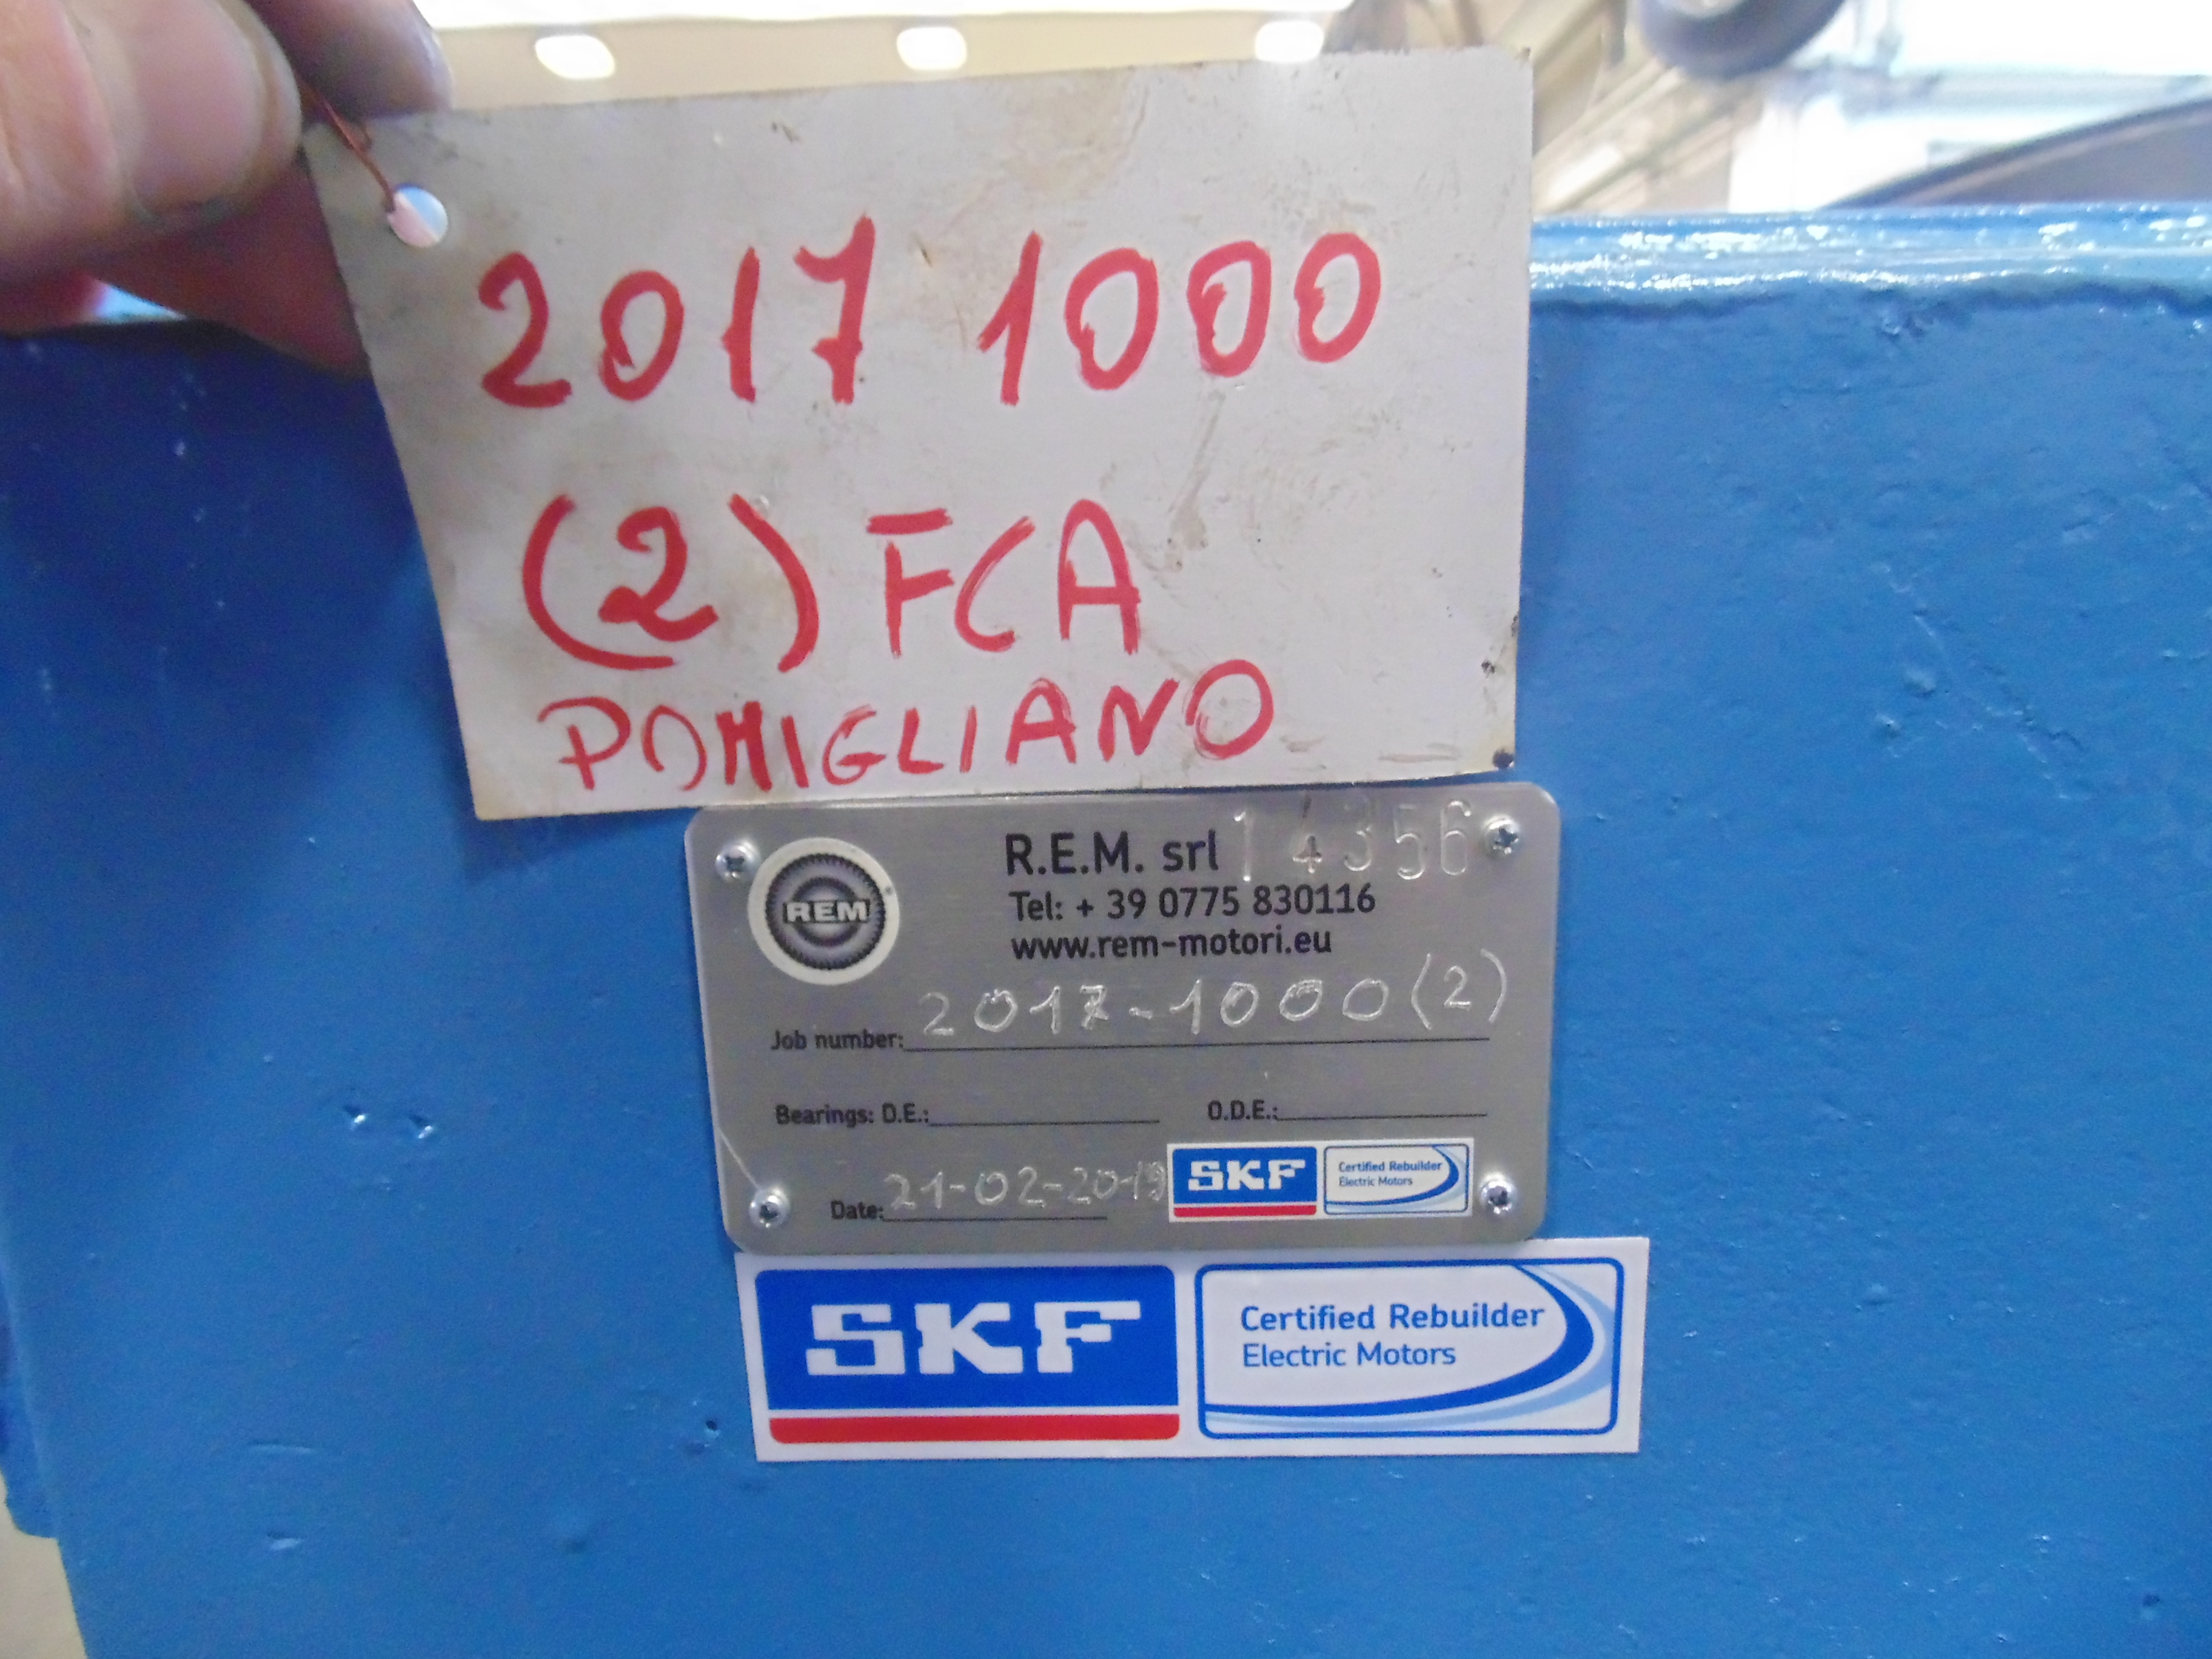 2017 1000
(2) FCA
POMIGLIANO
R.E.M. srl 14356
REM
Tel: + 39 0775 830116
www.rem-motori.eu
Job number: 2017-1000(2)
Bearings: D.E.: O.D.E.:
Date: 21-02-2019
SKF Certified Rebuilder
Electric Motors
SKF Certified Rebuilder
Electric Motors